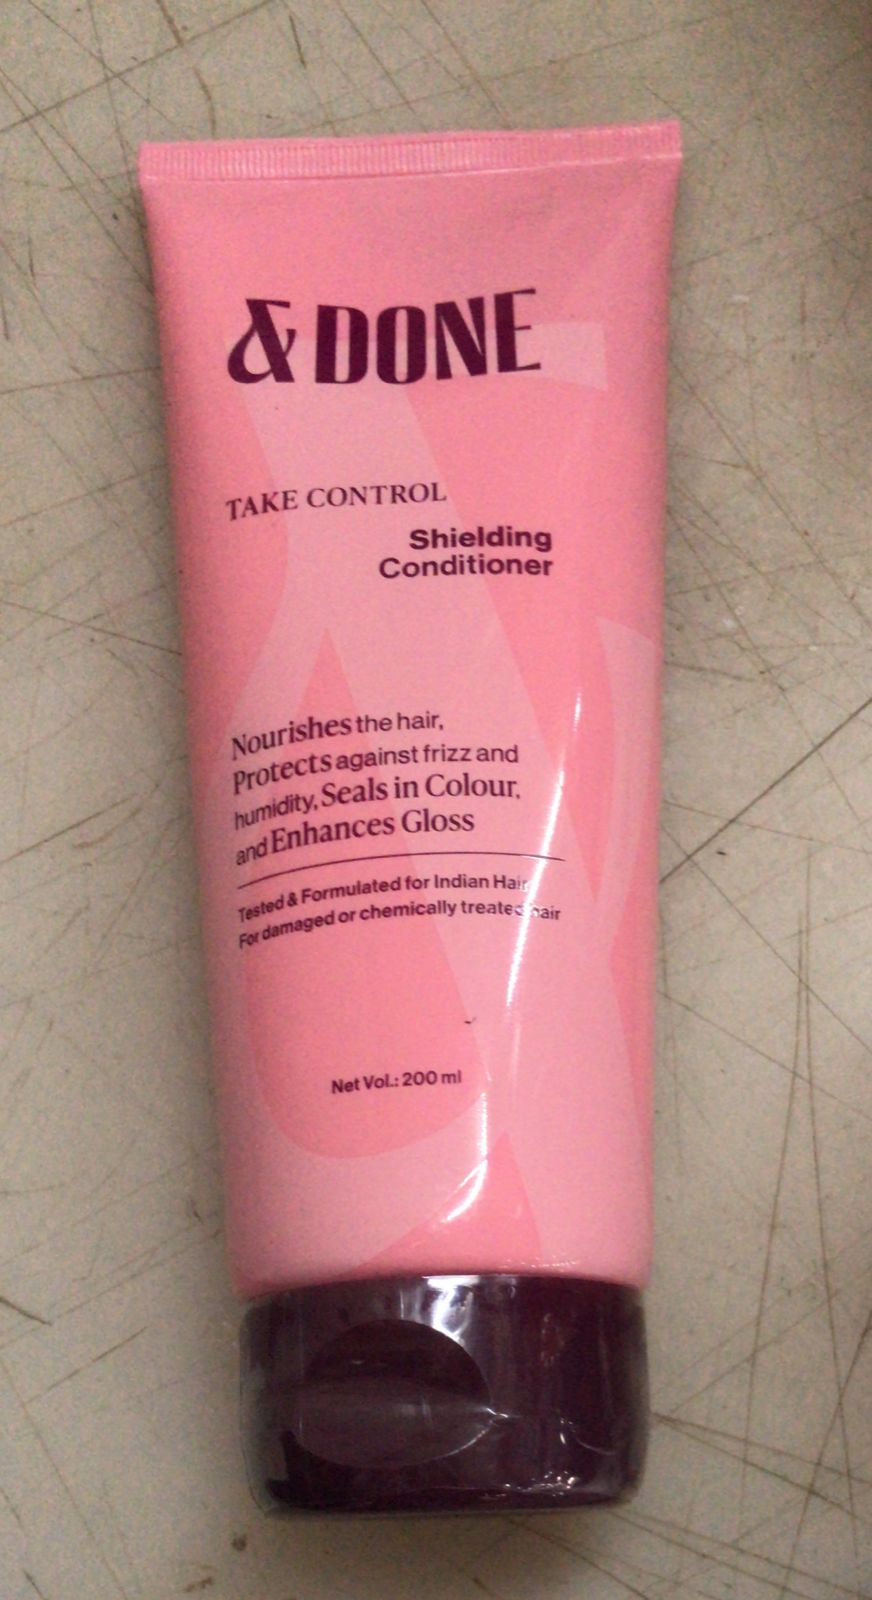 & DONE
TAKE CONTROL
Shielding
Conditioner
Nourishes the hair,
Protects against frizz and
humidity, Seals in Colour,
and Enhances Gloss
Tested & Formulated for Indian Hair
For damaged or chemically treated hair
Net Vol.: 200 ml